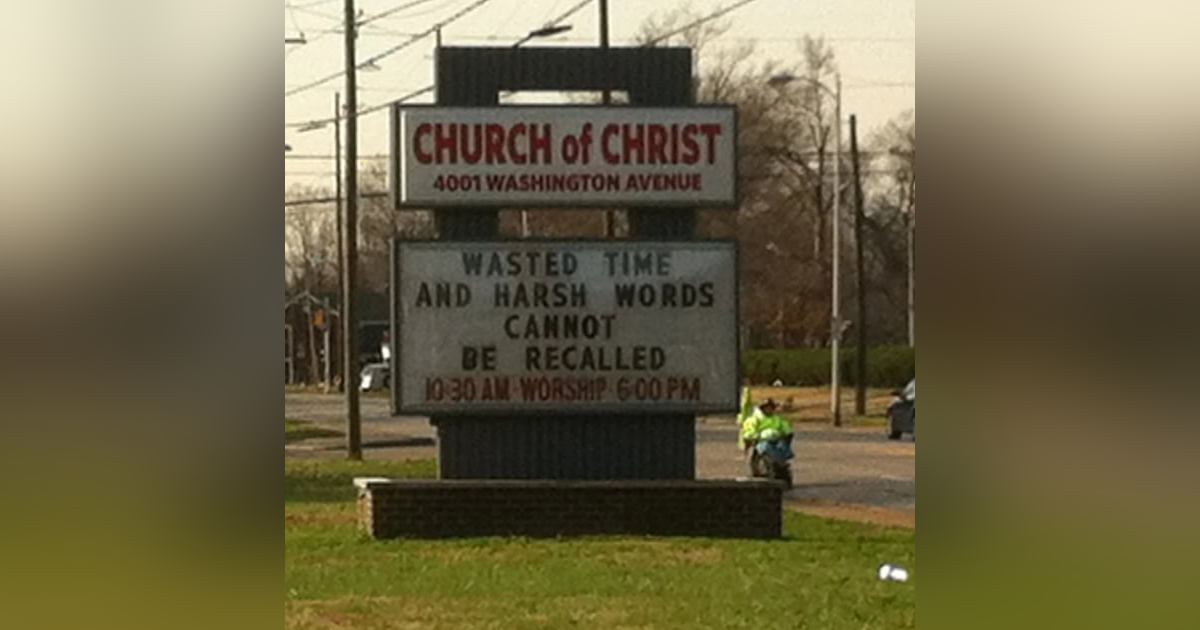 CHURCH of CHRIST
4001 WASHINGTON AVENUE
WASTED TIME
AND HARSH WORDS
CANNOT
BE RECALLED
10:30 AM WORSHIP 6:00 PM